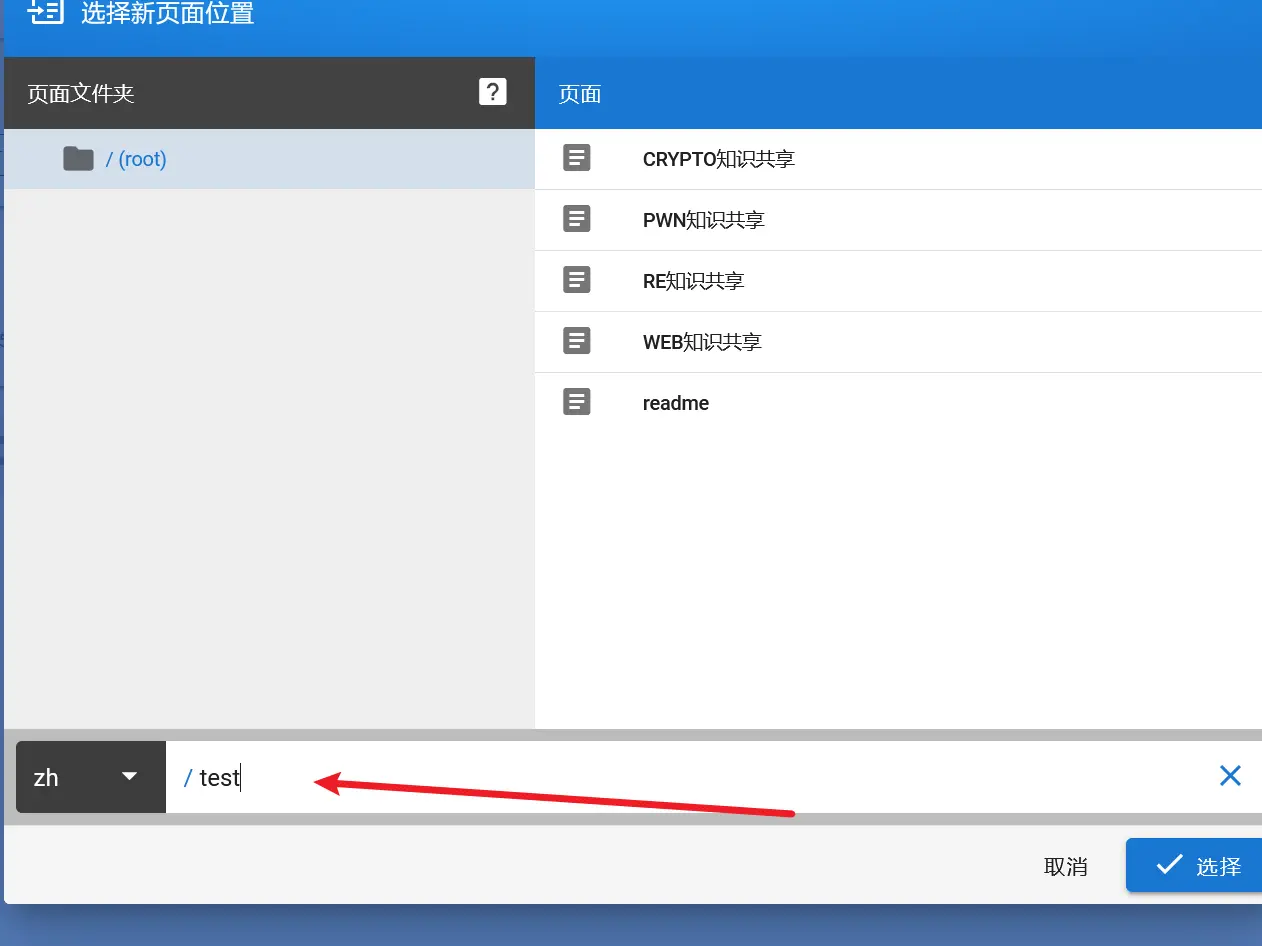 选择新页面位置
页面文件夹
?
页面
/ (root)
CRYPTO知识共享
PWN知识共享
RE知识共享
WEB知识共享
readme
zh
/ test
取消
选择